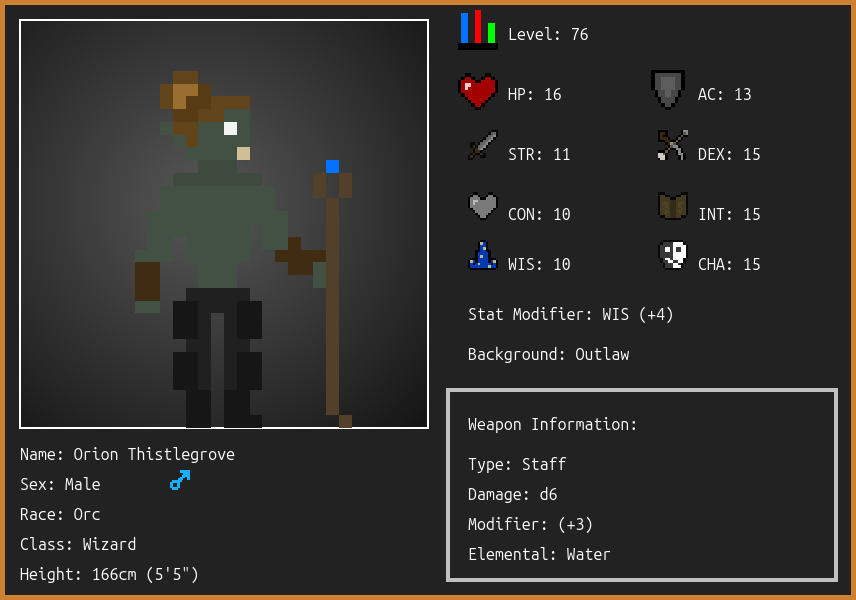 Level: 76
HP: 16
AC: 13
STR: 11
DEX: 15
CON: 10
INT: 15
WIS: 10
CHA: 15
Stat Modifier: WIS (+4)
Background: Outlaw
Weapon Information:
Type: Staff
Damage: d6
Modifier: (+3)
Elemental: Water
Name: Orion Thistlegrove
Sex: Male
Race: Orc
Class: Wizard
Height: 166cm (5'5")